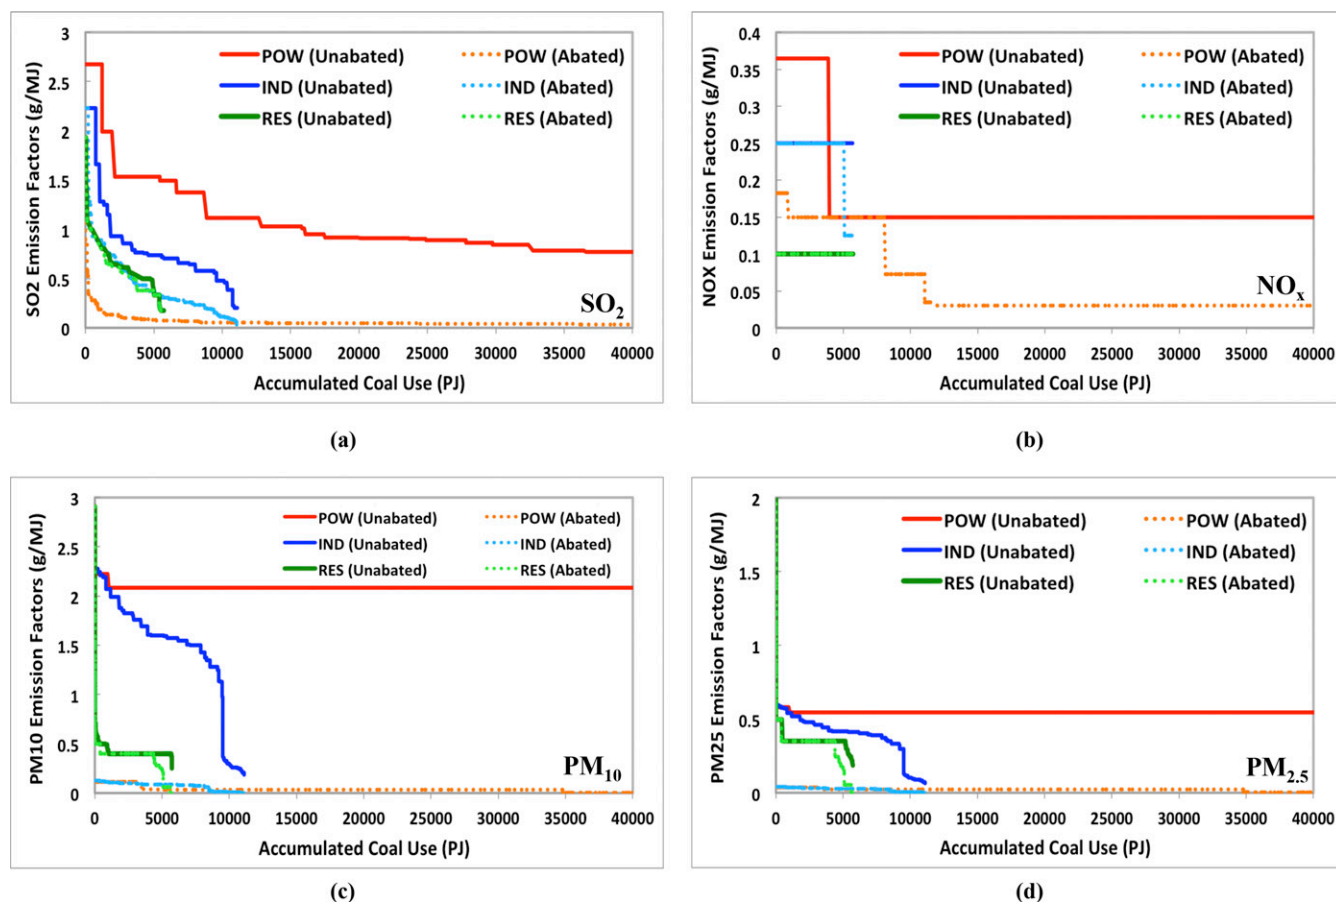 3
2.5
2
1.5
1
0.5
0
SO2 Emission Factors (g/MJ)
POW (Unabated)
POW (Abated)
IND (Unabated)
IND (Abated)
RES (Unabated)
RES (Abated)
SO2
0 5000 10000 15000 20000 25000 30000 35000 40000
Accumulated Coal Use (PJ)
(a)
0.4
0.35
0.3
0.25
0.2
0.15
0.1
0.05
0
NOX Emission Factors (g/MJ)
POW (Unabated)
POW (Abated)
IND (Unabated)
IND (Abated)
RES (Unabated)
RES (Abated)
NOx
0 5000 10000 15000 20000 25000 30000 35000 40000
Accumulated Coal Use (PJ)
(b)
3
2.5
2
1.5
1
0.5
0
PM10 Emission Factors (g/MJ)
POW (Unabated)
POW (Abated)
IND (Unabated)
IND (Abated)
RES (Unabated)
RES (Abated)
PM10
0 5000 10000 15000 20000 25000 30000 35000 40000
Accumulated Coal Use (PJ)
(c)
2
1.5
1
0.5
0
PM25 Emission Factors (g/MJ)
POW (Unabated)
POW (Abated)
IND (Unabated)
IND (Abated)
RES (Unabated)
RES (Abated)
PM2.5
0 5000 10000 15000 20000 25000 30000 35000 40000
Accumulated Coal Use (PJ)
(d)